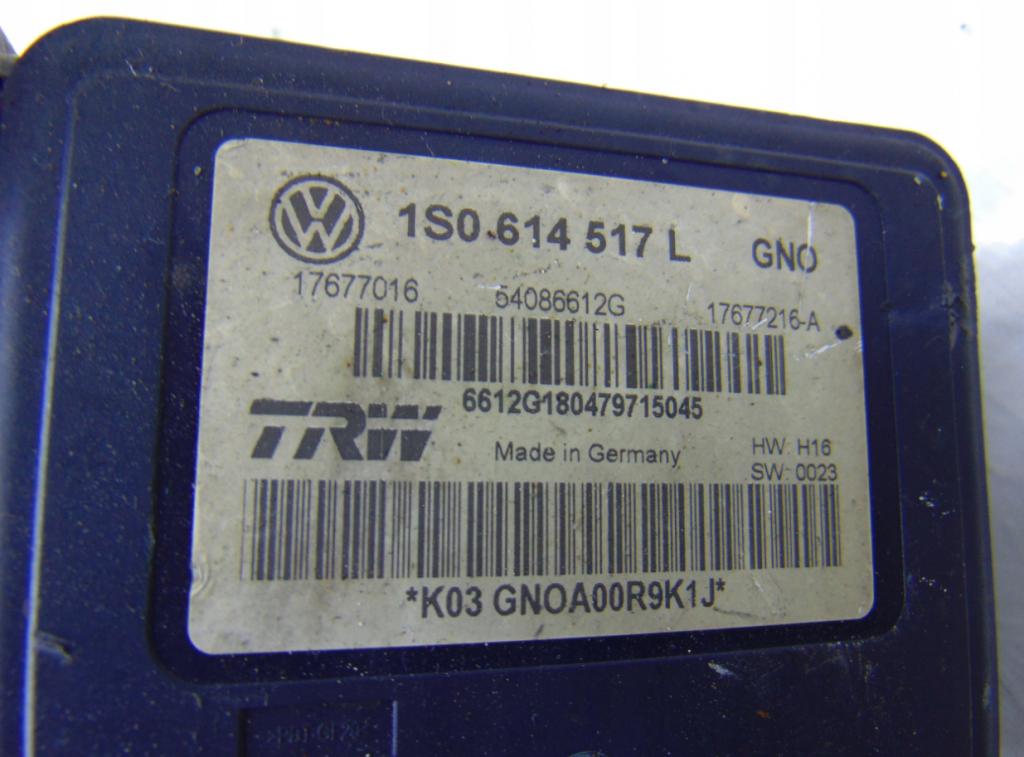 1S0 614 517 L GNO
17677016 54086612G 17677216-A
6612G180479715045
TRW Made in Germany HW: H16
SW: 0023
*K03 GNOA00R9K1J*